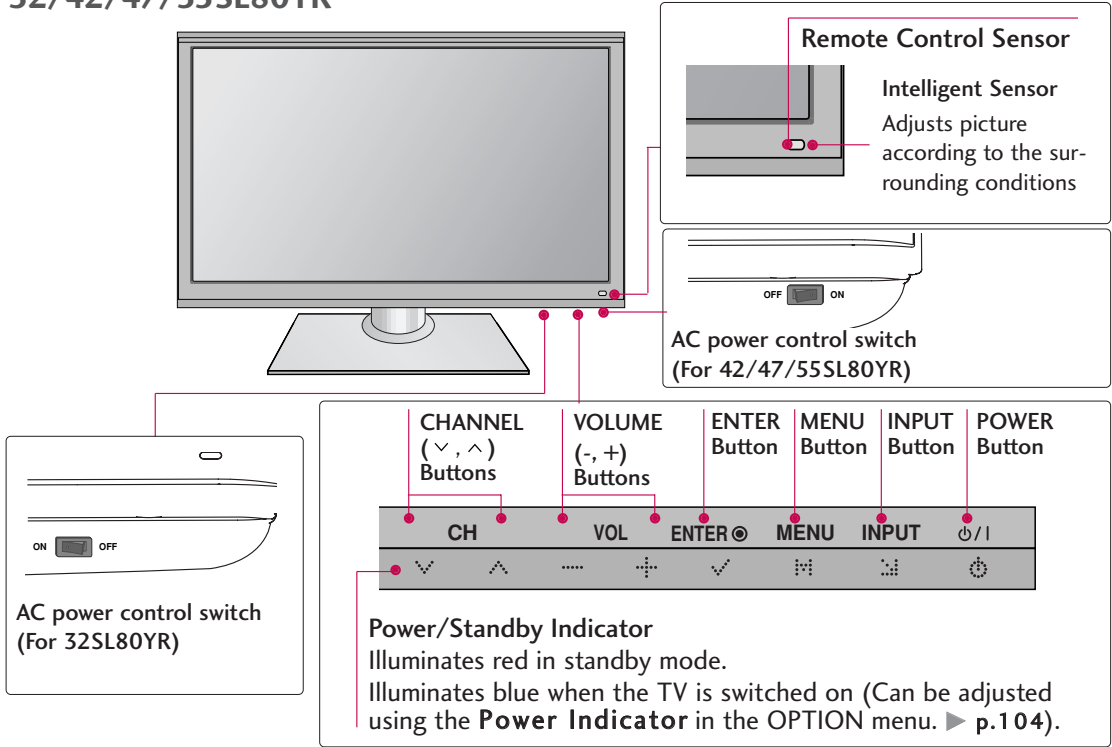 32/42/47/55SL80YR
Remote Control Sensor
Intelligent Sensor
Adjusts picture
according to the sur-
rounding conditions
OFF ON
AC power control switch
(For 42/47/55SL80YR)
ON OFF
AC power control switch
(For 32SL80YR)
CHANNEL
(﹀, ︿)
Buttons
VOLUME
(-, +)
Buttons
ENTER
Button
MENU
Button
INPUT
Button
POWER
Button
CH VOL ENTER◉ MENU INPUT ⏻/I
Power/Standby Indicator
Illuminates red in standby mode.
Illuminates blue when the TV is switched on (Can be adjusted
using the Power Indicator in the OPTION menu. ▶ p.104).